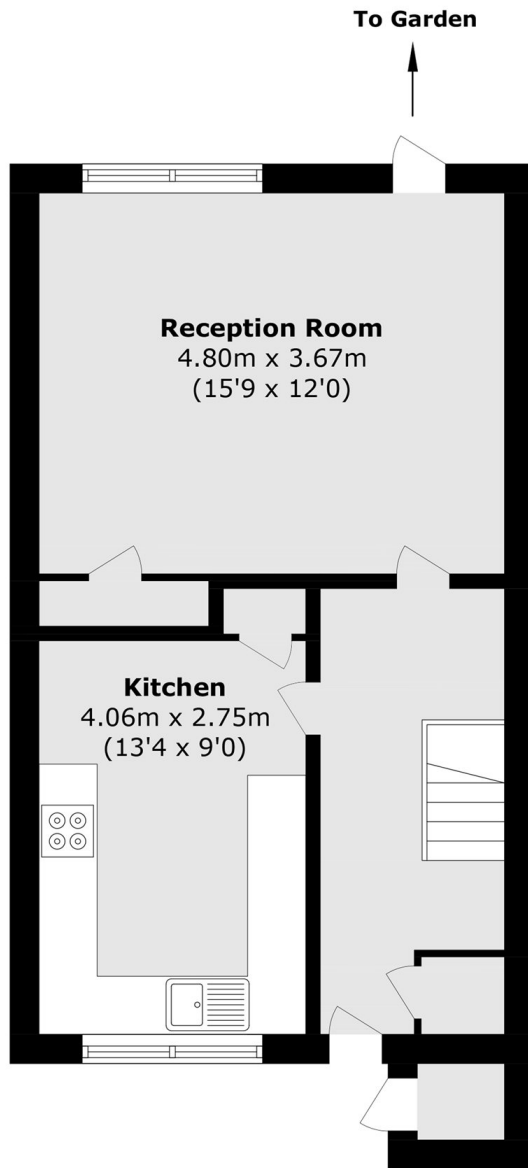 To Garden
Reception Room
4.80m x 3.67m
(15'9 x 12'0)
Kitchen
4.06m x 2.75m
(13'4 x 9'0)